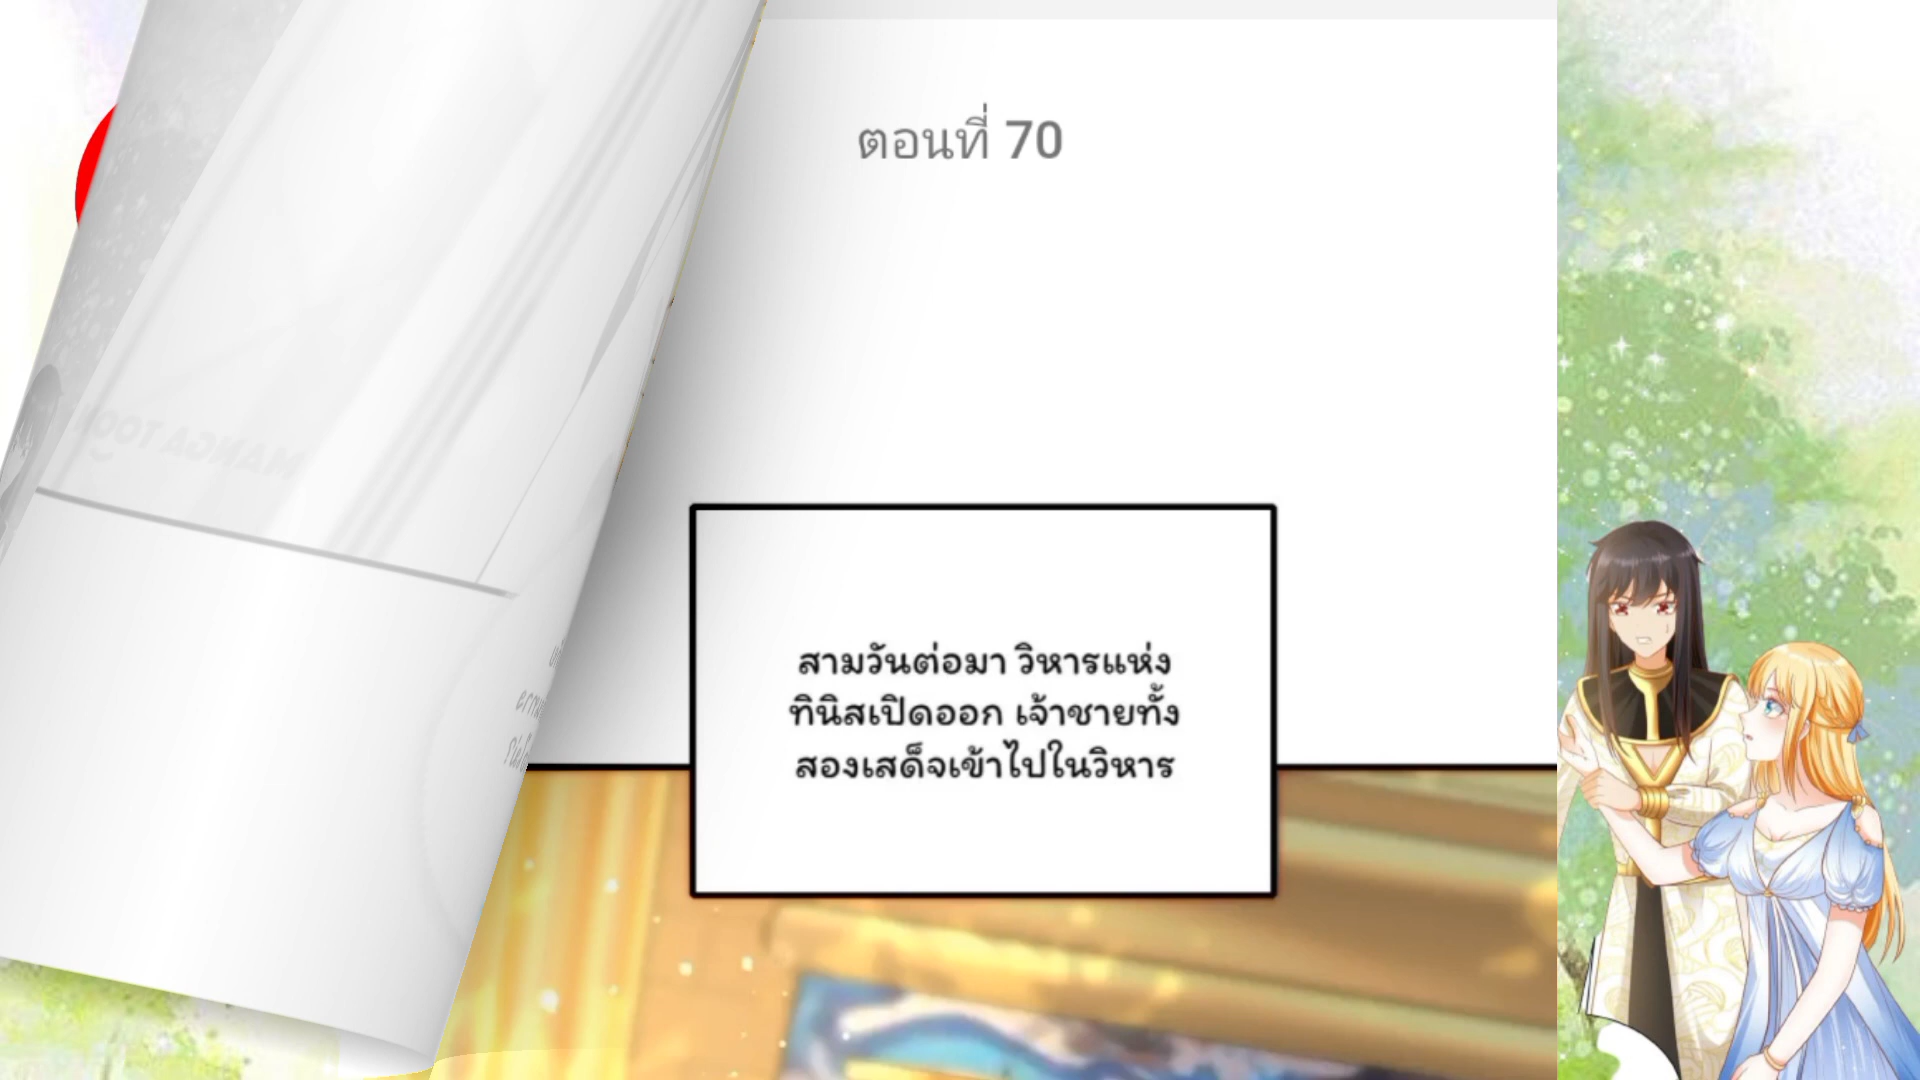 ตอนที่ 70
สามวันต่อมา วิหารแห่ง
ทินิสเปิดออก เจ้าชายทั้ง
สองเสด็จเข้าไปในวิหาร
MANGA TOON